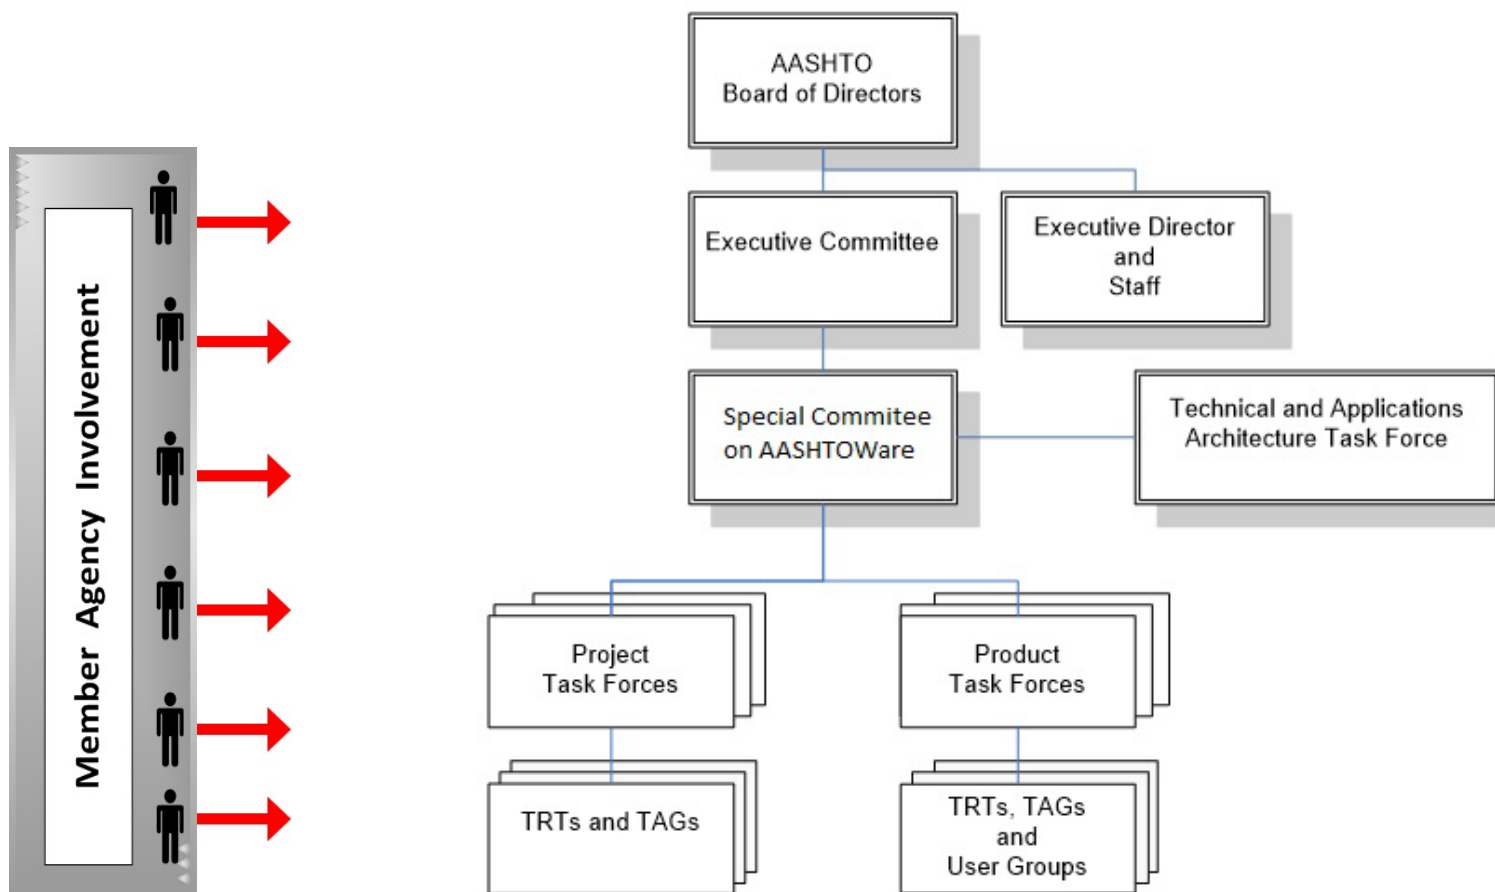 Member Agency Involvement
AASHTO
Board of Directors
Executive Committee
Executive Director
and
Staff
Special Commitee
on AASHTOWare
Technical and Applications
Architecture Task Force
Project
Task Forces
Product
Task Forces
TRTs and TAGs
TRTs, TAGs
and
User Groups